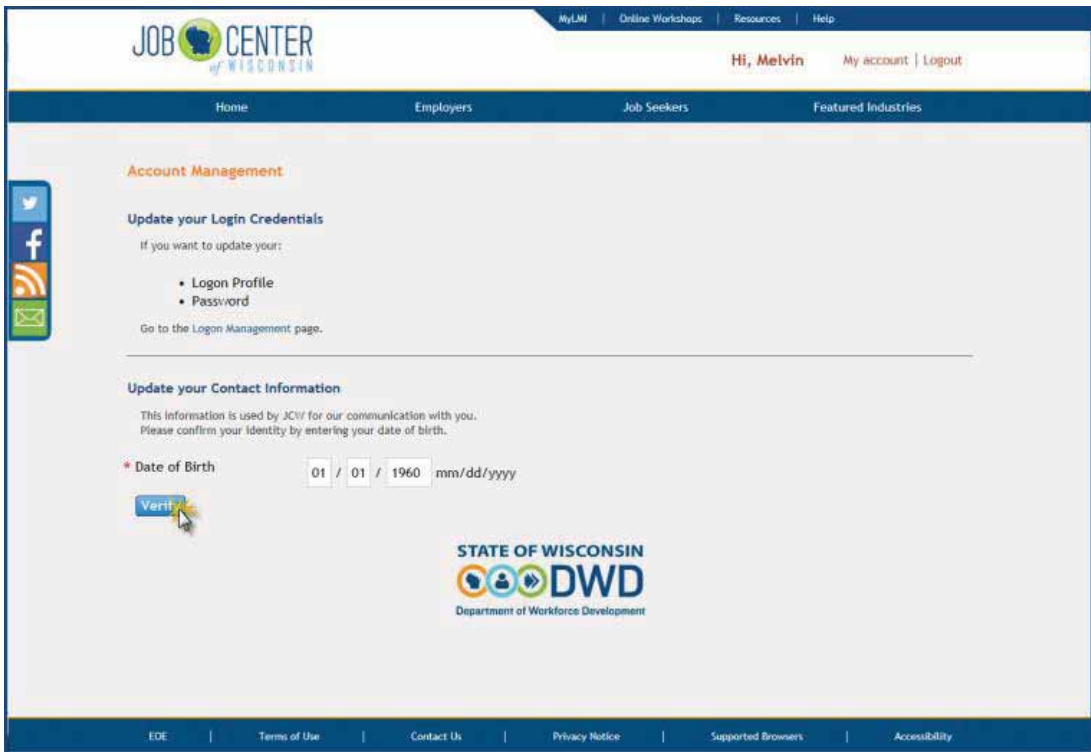 MyLMI | Online Workshops | Resources | Help
JOB CENTER
of WISCONSIN
Hi, Melvin My account | Logout
Home Employers Job Seekers Featured Industries
Account Management
Update your Login Credentials
If you want to update your:
• Logon Profile
• Password
Go to the Logon Management page.
Update your Contact Information
This information is used by JCW for our communication with you.
Please confirm your identity by entering your date of birth.
* Date of Birth 01 / 01 / 1960 mm/dd/yyyy
Verify
STATE OF WISCONSIN
DWD
Department of Workforce Development
EOE | Terms of Use | Contact Us | Privacy Notice | Supported Browsers | Accessibility